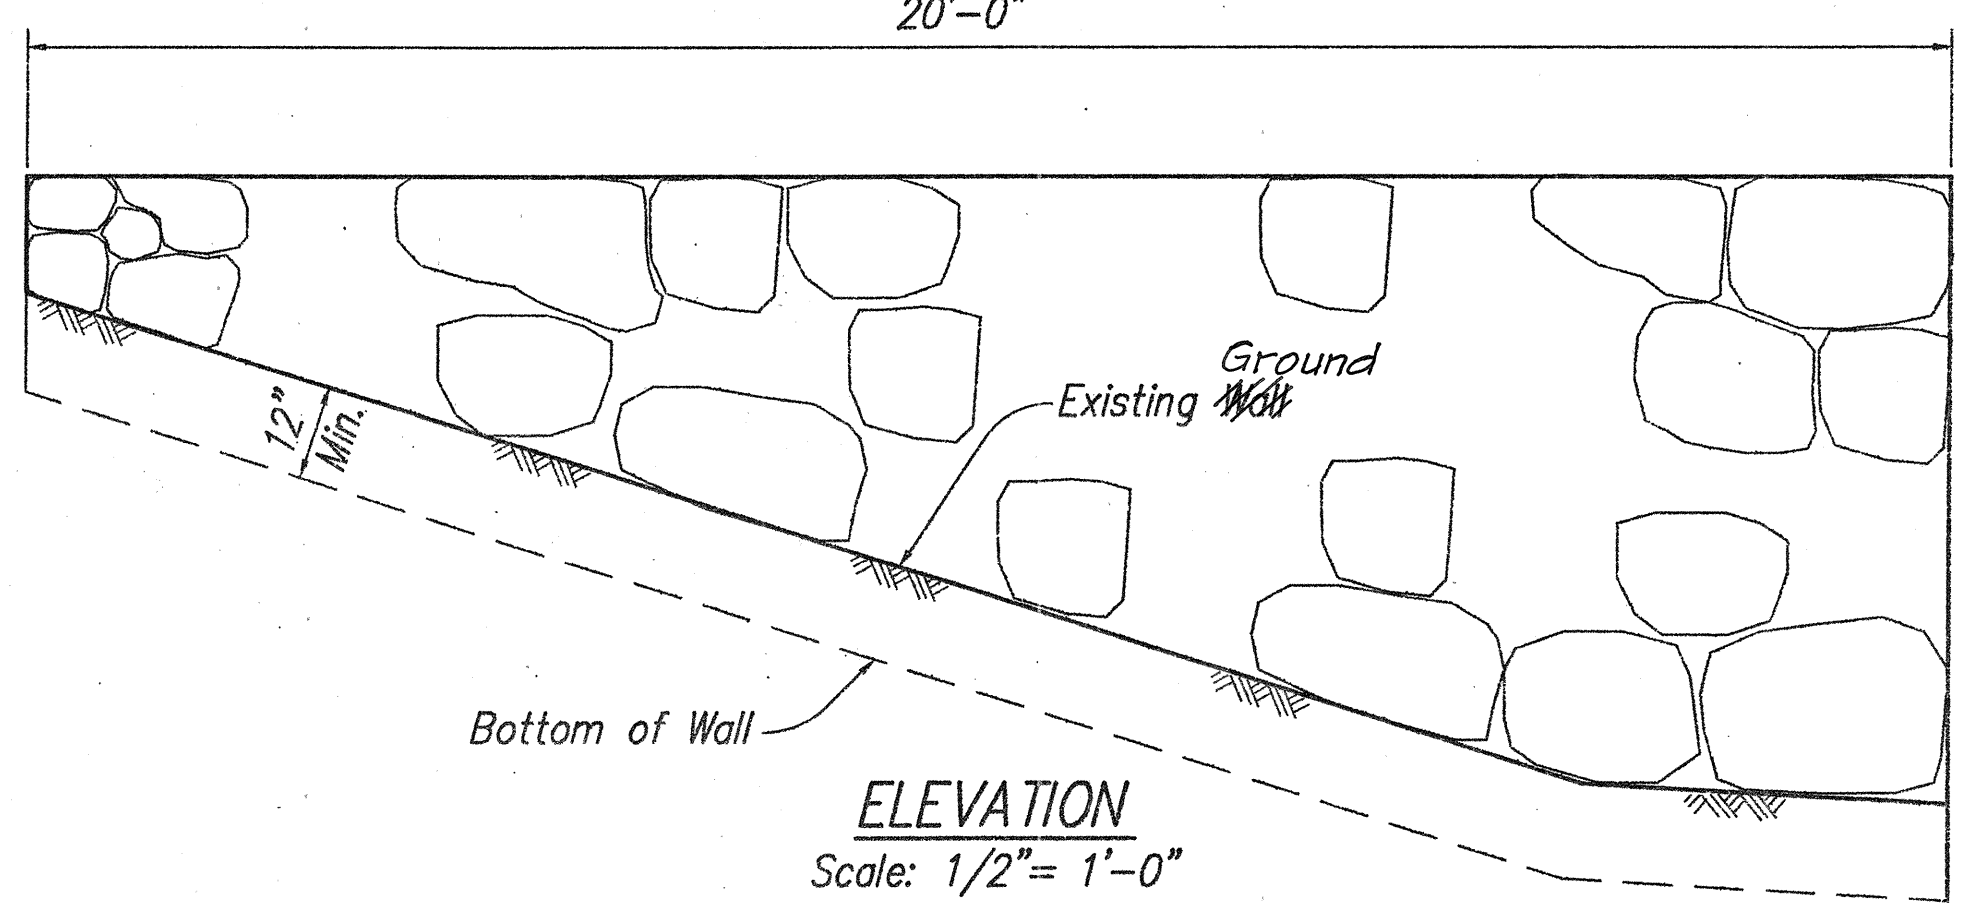 20'-0"
Ground
Existing Wall
12"
Min.
Bottom of Wall
ELEVATION
Scale: 1/2"= 1'-0"